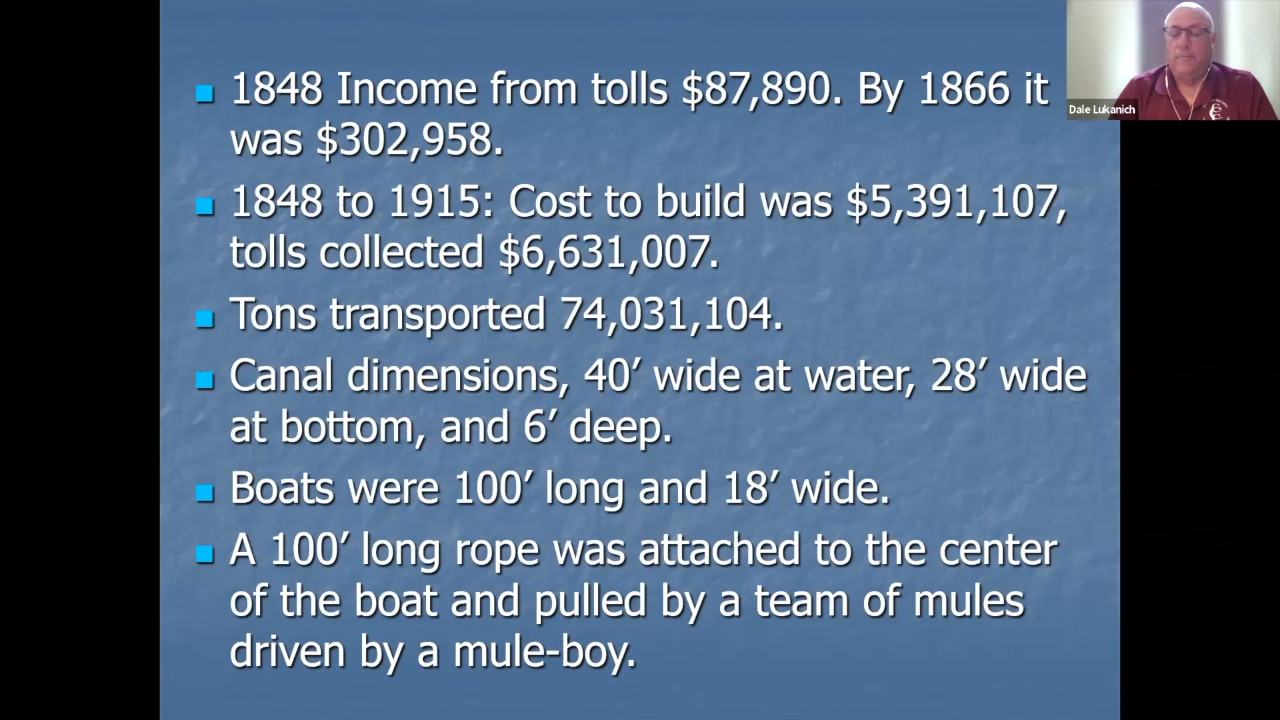 1848 Income from tolls $87,890. By 1866 it
was $302,958.
1848 to 1915: Cost to build was $5,391,107,
tolls collected $6,631,007.
Tons transported 74,031,104.
Canal dimensions, 40’ wide at water, 28’ wide
at bottom, and 6’ deep.
Boats were 100’ long and 18’ wide.
A 100’ long rope was attached to the center
of the boat and pulled by a team of mules
driven by a mule-boy.
Dale Lukanich